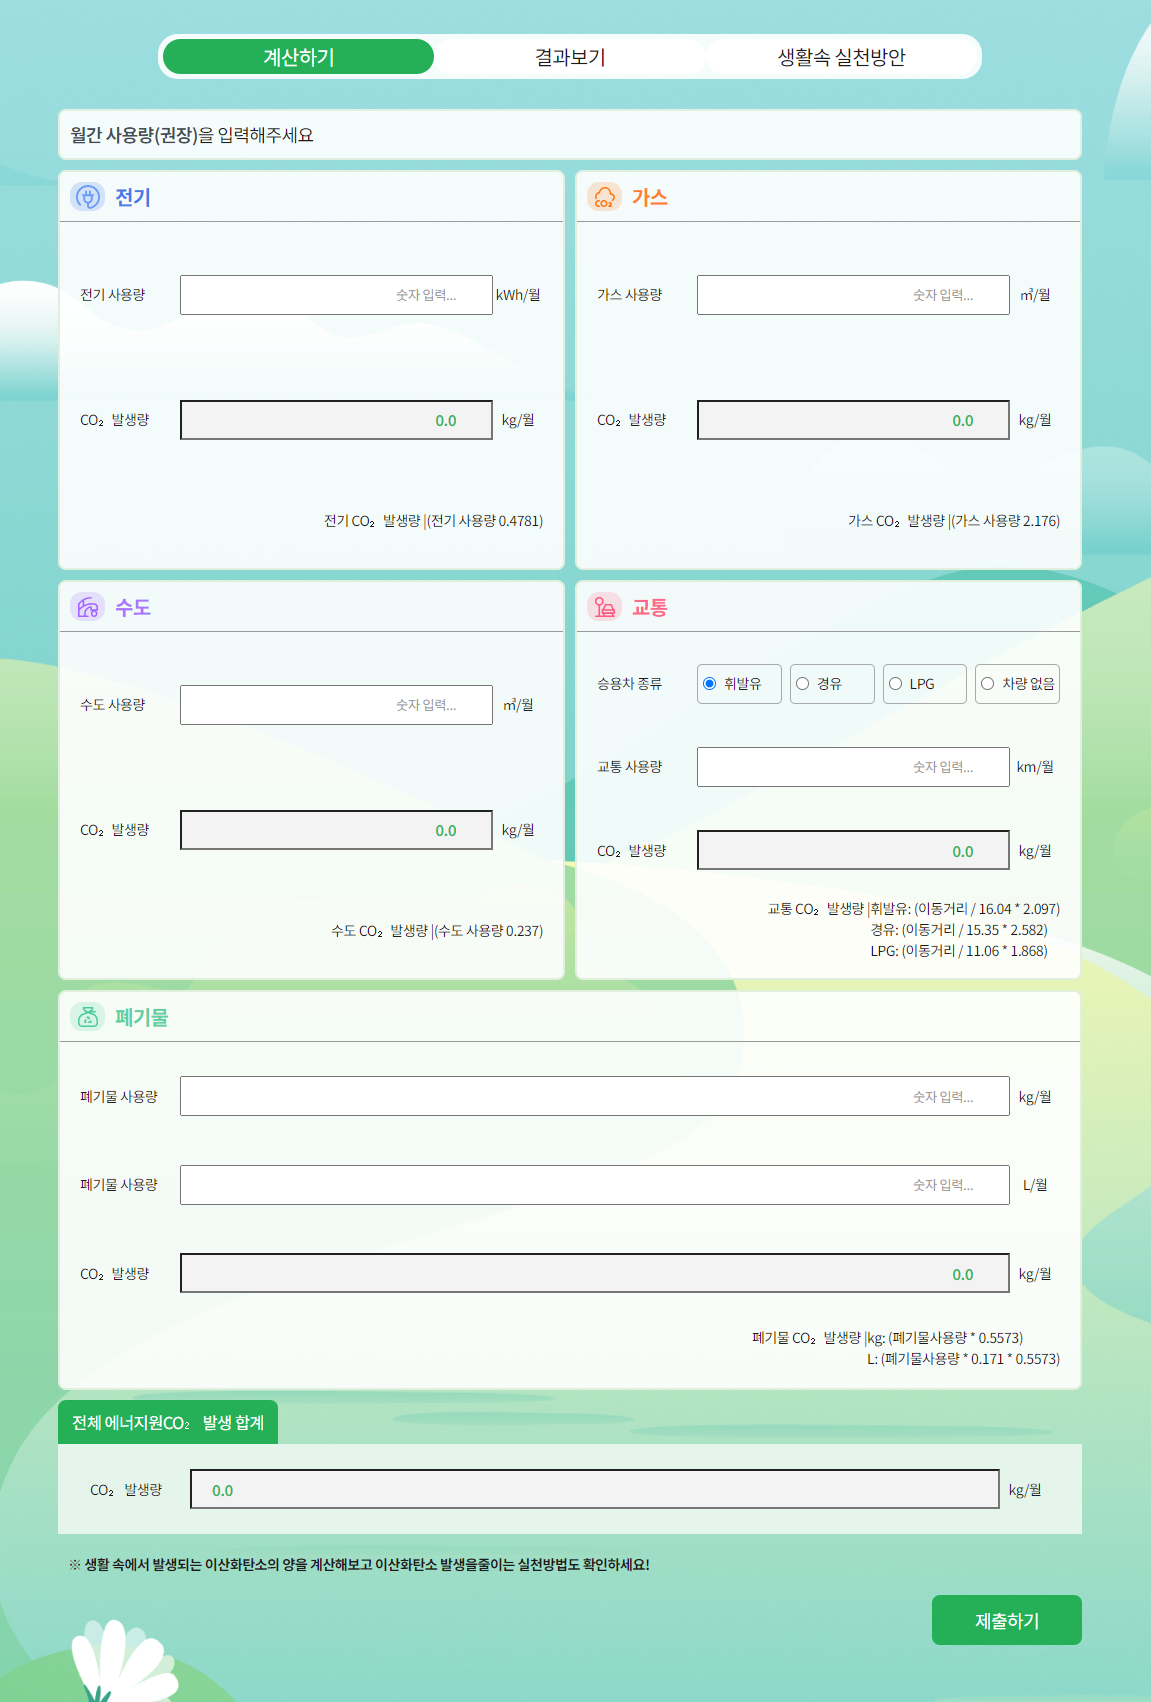 계산하기
결과보기
생활속 실천방안
월간 사용량(권장)을 입력해주세요
전기
전기 사용량 숫자 입력... kWh/월
CO₂ 발생량 0.0 kg/월
전기 CO₂ 발생량 |(전기 사용량 0.4781)
가스
가스 사용량 숫자 입력... ㎥/월
CO₂ 발생량 0.0 kg/월
가스 CO₂ 발생량 |(가스 사용량 2.176)
수도
수도 사용량 숫자 입력... ㎥/월
CO₂ 발생량 0.0 kg/월
수도 CO₂ 발생량 |(수도 사용량 0.237)
교통
승용차 종류 휘발유 경유 LPG 차량 없음
교통 사용량 숫자 입력... km/월
CO₂ 발생량 0.0 kg/월
교통 CO₂ 발생량 |휘발유: (이동거리 / 16.04 * 2.097)
경유: (이동거리 / 15.35 * 2.582)
LPG: (이동거리 / 11.06 * 1.868)
폐기물
폐기물 사용량 숫자 입력... kg/월
폐기물 사용량 숫자 입력... L/월
CO₂ 발생량 0.0 kg/월
폐기물 CO₂ 발생량 |kg: (폐기물사용량 * 0.5573)
L: (폐기물사용량 * 0.171 * 0.5573)
전체 에너지원CO₂ 발생 합계
CO₂ 발생량 0.0 kg/월
※ 생활 속에서 발생되는 이산화탄소의 양을 계산해보고 이산화탄소 발생을줄이는 실천방법도 확인하세요!
제출하기